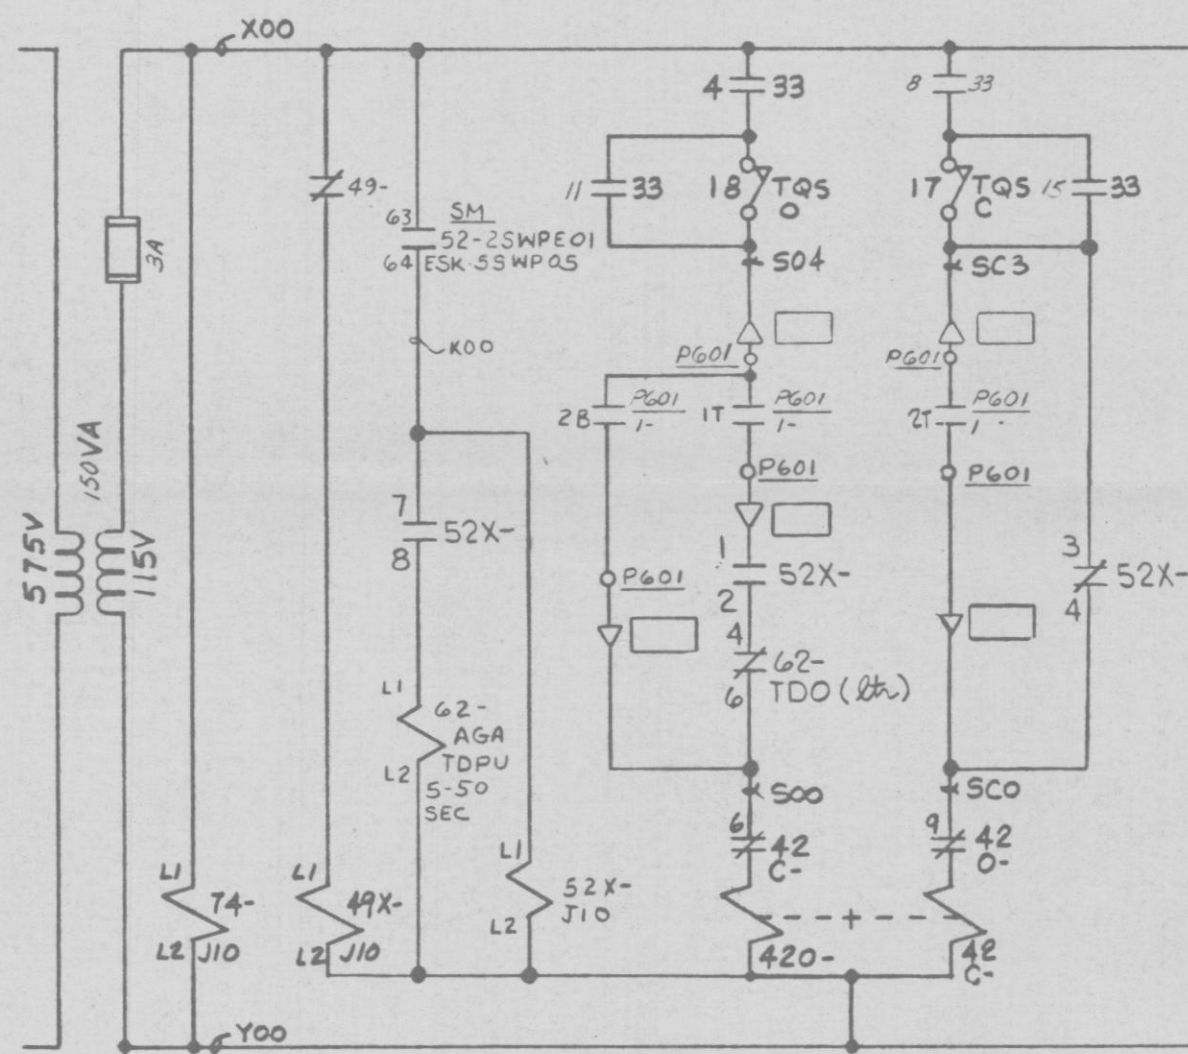 X00
4 33
8 33
49-
11 33
18 TQS
O
17 TQS
C
15 33
63
SM
52-2SWPE01
64 ESK-5SWP05
3A
S04
SC3
X00
P601
P601
2B P601
1-
1T P601
1-
2T P601
1-
150VA
P601
P601
575V
115V
7
52X-
8
1
52X-
2
3
52X-
4
P601
4
62-
TDO (ltr)
6
L1
62-
AGA
TDPU
L2
5-50
SEC
S00
SC0
6
42
C-
9
42
O-
L1
74-
L2 J10
L1
49X-
L2 J10
L1
52X-
J10
L2
420-
42
C-
Y00